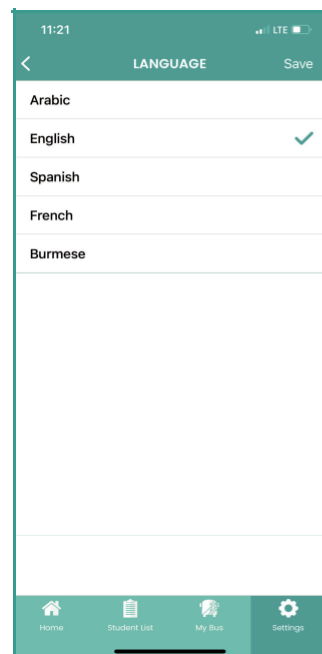 11:21 LTE
LANGUAGE Save
Arabic
English
Spanish
French
Burmese
Home Student List My Bus Settings